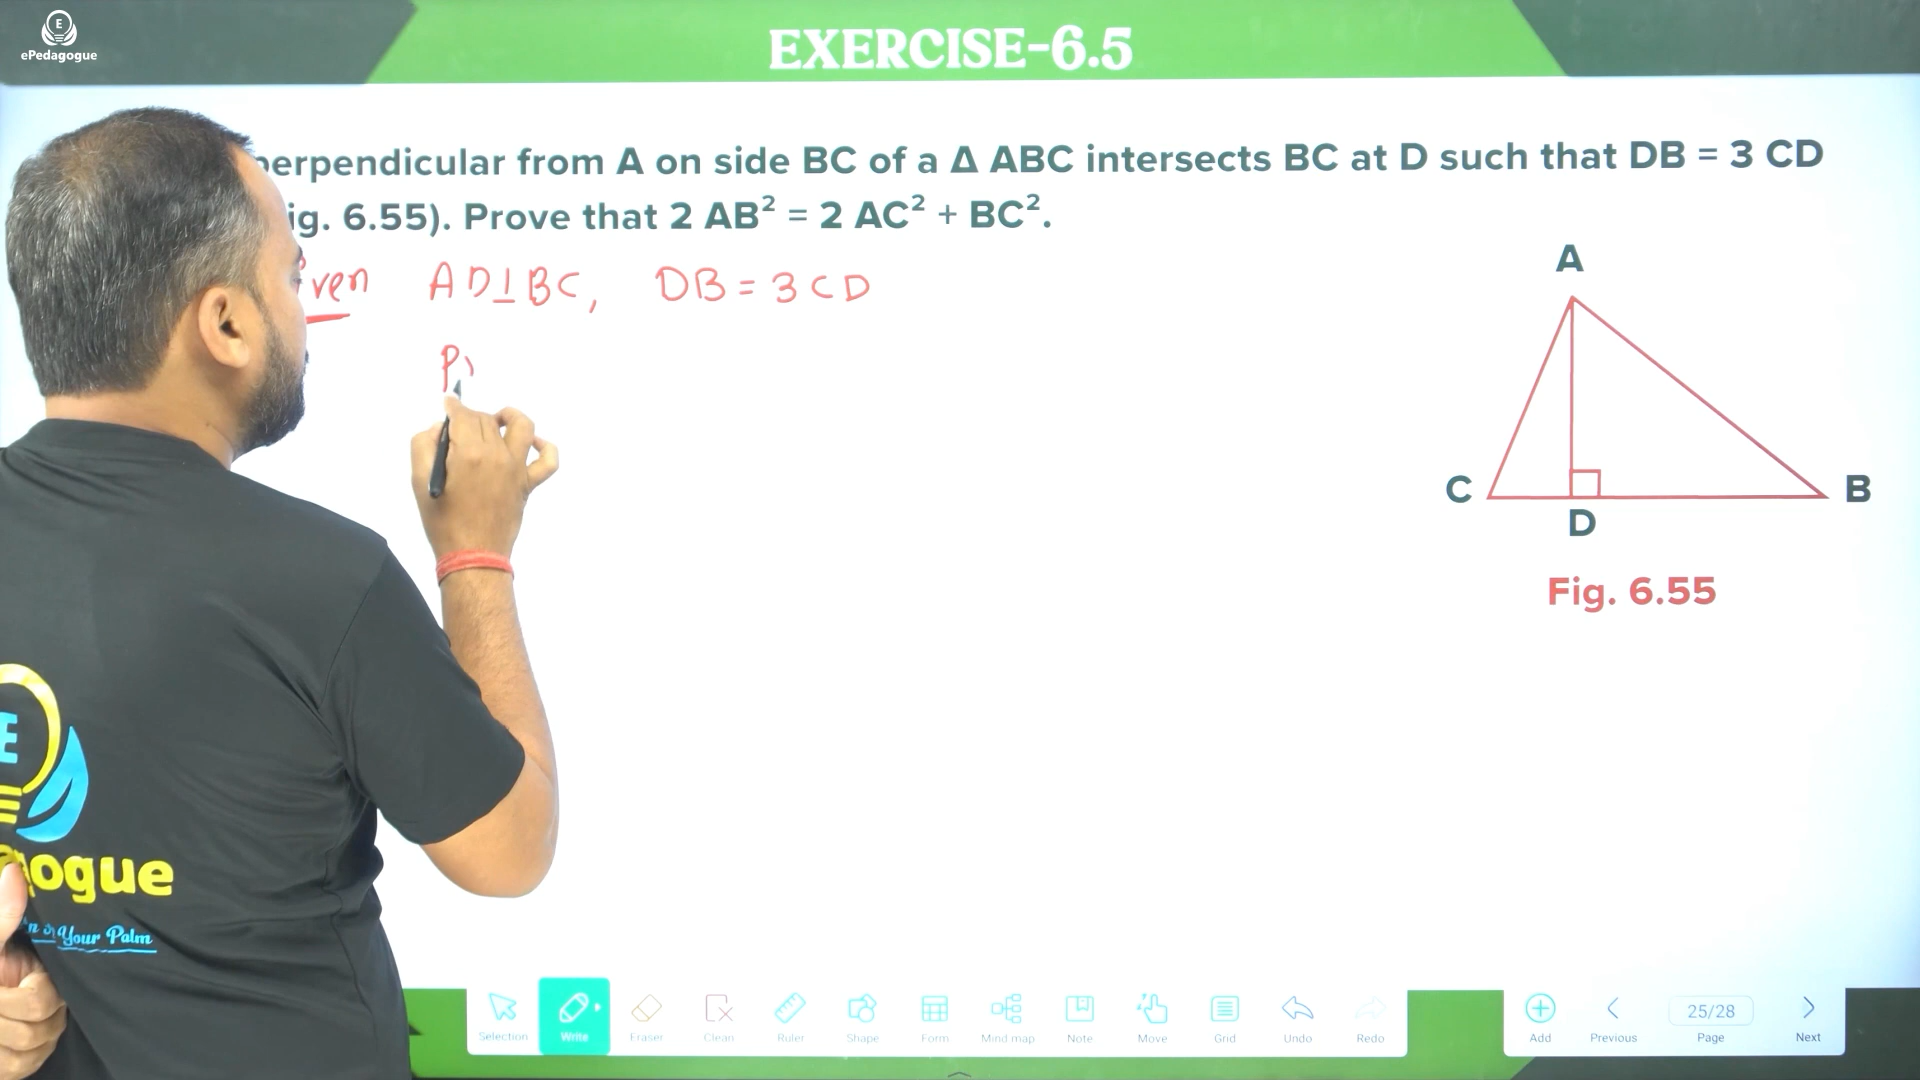 E
ePedagogue
EXERCISE-6.5
perpendicular from A on side BC of a Δ ABC intersects BC at D such that DB = 3 CD
ig. 6.55). Prove that 2 AB² = 2 AC² + BC².
iven AD⊥BC, DB = 3CD
A
C
B
D
Fig. 6.55
E
gogue
Your Palm
Selection
Write
Eraser
Clean
Ruler
Shape
Form
Mind map
Note
Move
Grid
Undo
Redo
Add
Previous
25/28
Page
Next